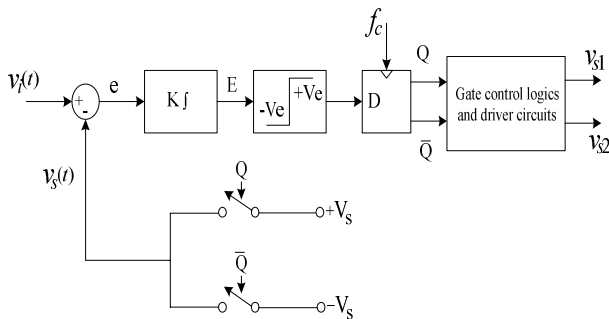 f_c
v_i(t)
+
-
e
K∫
E
-Ve
+Ve
D
Q
Q̅
Gate control logics
and driver circuits
v_s1
v_s2
v_s(t)
Q
+V_s
Q̅
-V_s